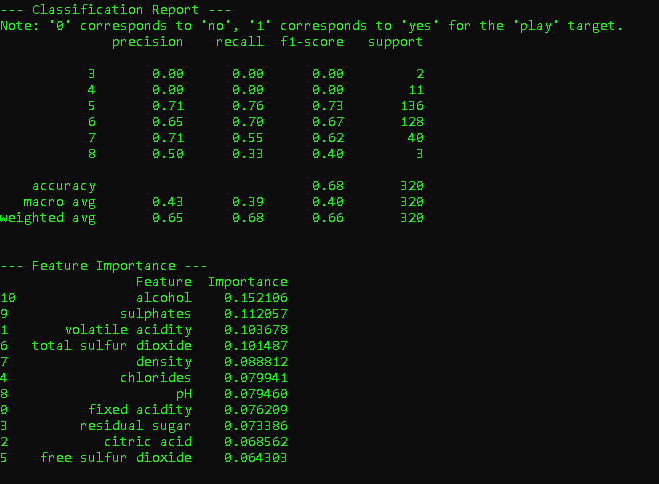 --- Classification Report ---
Note: '0' corresponds to 'no', '1' corresponds to 'yes' for the 'play' target.
              precision    recall  f1-score   support

           3       0.00      0.00      0.00         2
           4       0.00      0.00      0.00        11
           5       0.71      0.76      0.73       136
           6       0.65      0.70      0.67       128
           7       0.71      0.55      0.62        40
           8       0.50      0.33      0.40         3

    accuracy                           0.68       320
   macro avg       0.43      0.39      0.40       320
weighted avg       0.65      0.68      0.66       320


--- Feature Importance ---
                 Feature  Importance
10               alcohol    0.152106
9              sulphates    0.112057
1       volatile acidity    0.103678
6   total sulfur dioxide    0.101487
7                density    0.088812
4              chlorides    0.079941
8                     pH    0.079460
0          fixed acidity    0.076209
3         residual sugar    0.073386
2            citric acid    0.068562
5    free sulfur dioxide    0.064303